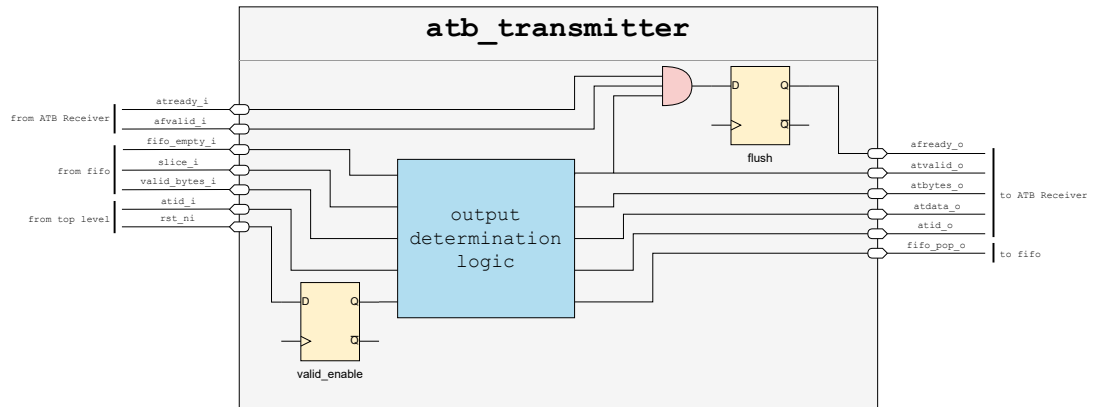 atb_transmitter
from ATB Receiver
atready_i
afvalid_i
from fifo
fifo_empty_i
slice_i
valid_bytes_i
from top level
atid_i
rst_ni
D
Q
Q
flush
output
determination
logic
D
Q
Q
valid_enable
afready_o
atvalid_o
atbytes_o
atdata_o
atid_o
to ATB Receiver
fifo_pop_o
to fifo